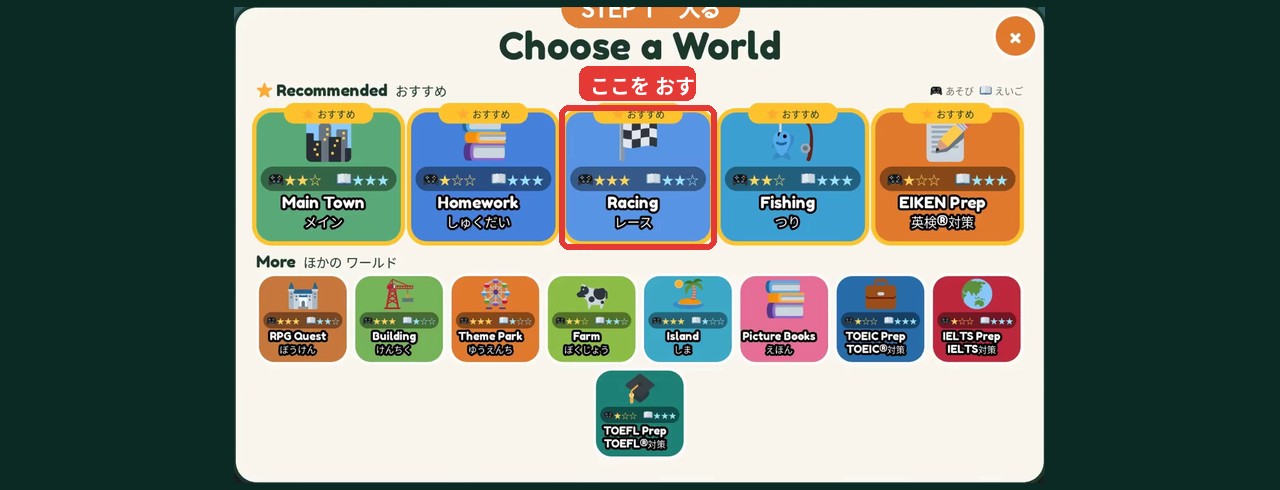 STEP 1 入る
Choose a World
ここを おす
Recommended おすすめ
あそび えいご
おすすめ
おすすめ
おすすめ
おすすめ
おすすめ
★★☆ ★★★
★☆☆ ★★★
★★★ ★★☆
★★☆ ★★★
★☆☆ ★★★
Main Town
メイン
Homework
しゅくだい
Racing
レース
Fishing
つり
EIKEN Prep
英検®対策
More ほかの ワールド
★★★ ★★☆
★★★ ★☆☆
★★★ ★★☆
★★☆ ★★☆
★★★ ★☆☆
★☆☆ ★★★
★☆☆ ★★★
RPG Quest
ぼうけん
Building
けんちく
Theme Park
ゆうえんち
Farm
ぼくじょう
Island
しま
Picture Books
えほん
TOEIC Prep
TOEIC®対策
IELTS Prep
IELTS対策
★☆☆ ★★★
TOEFL Prep
TOEFL®対策